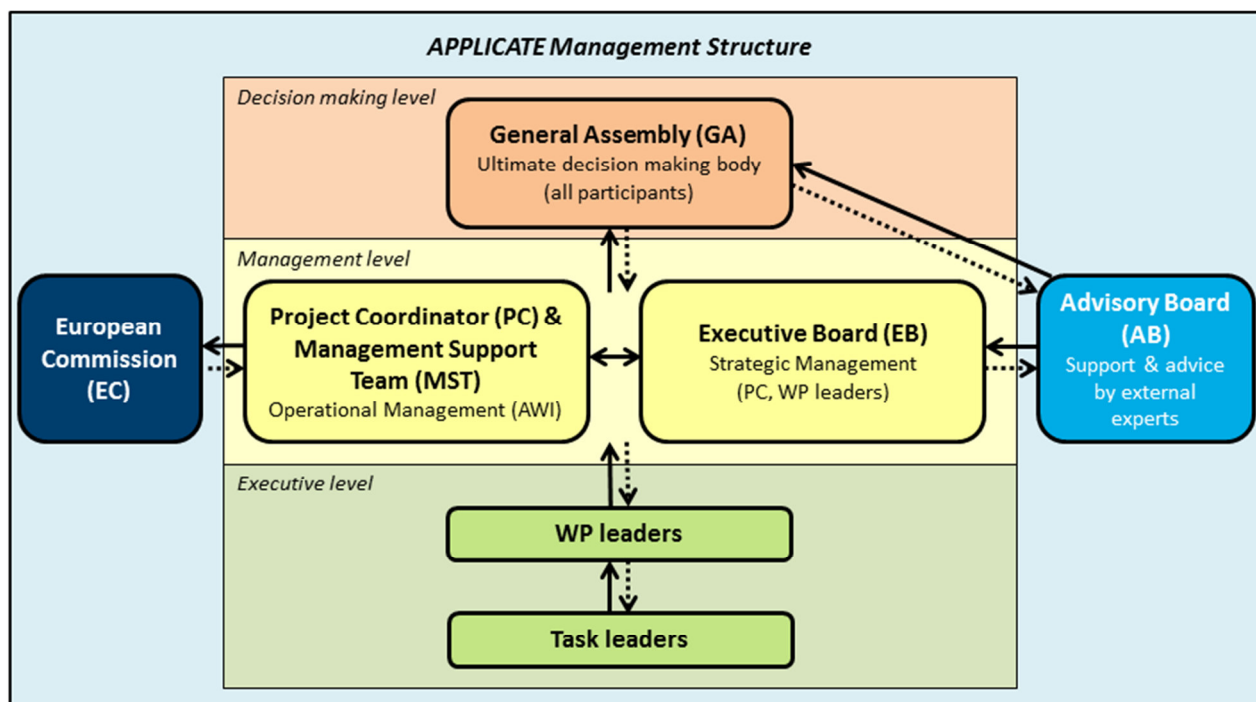 APPLICATE Management Structure
Decision making level
General Assembly (GA)
Ultimate decision making body
(all participants)
Management level
European
Commission
(EC)
Project Coordinator (PC) &
Management Support
Team (MST)
Operational Management (AWI)
Executive Board (EB)
Strategic Management
(PC, WP leaders)
Advisory Board
(AB)
Support & advice
by external
experts
Executive level
WP leaders
Task leaders